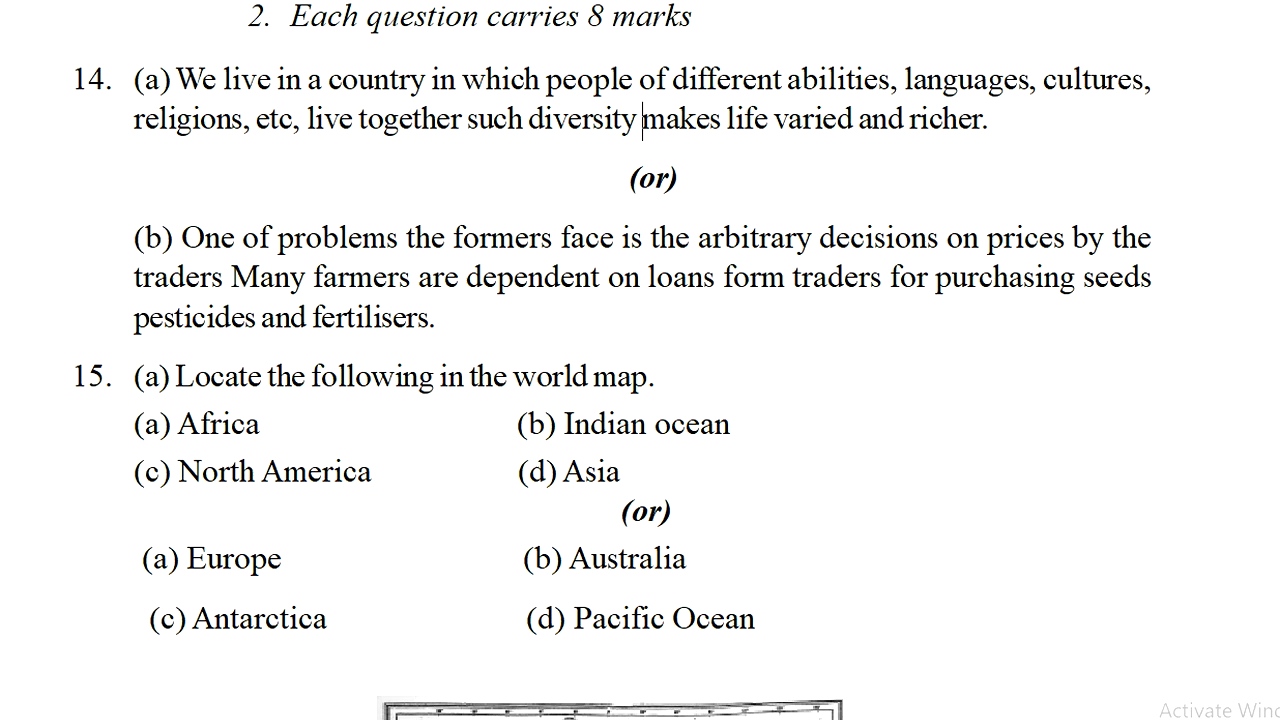 2. Each question carries 8 marks
14. (a) We live in a country in which people of different abilities, languages, cultures,
religions, etc, live together such diversity makes life varied and richer.
(or)
(b) One of problems the formers face is the arbitrary decisions on prices by the
traders Many farmers are dependent on loans form traders for purchasing seeds
pesticides and fertilisers.
15. (a) Locate the following in the world map.
(a) Africa (b) Indian ocean
(c) North America (d) Asia
(or)
(a) Europe (b) Australia
(c) Antarctica (d) Pacific Ocean
Activate